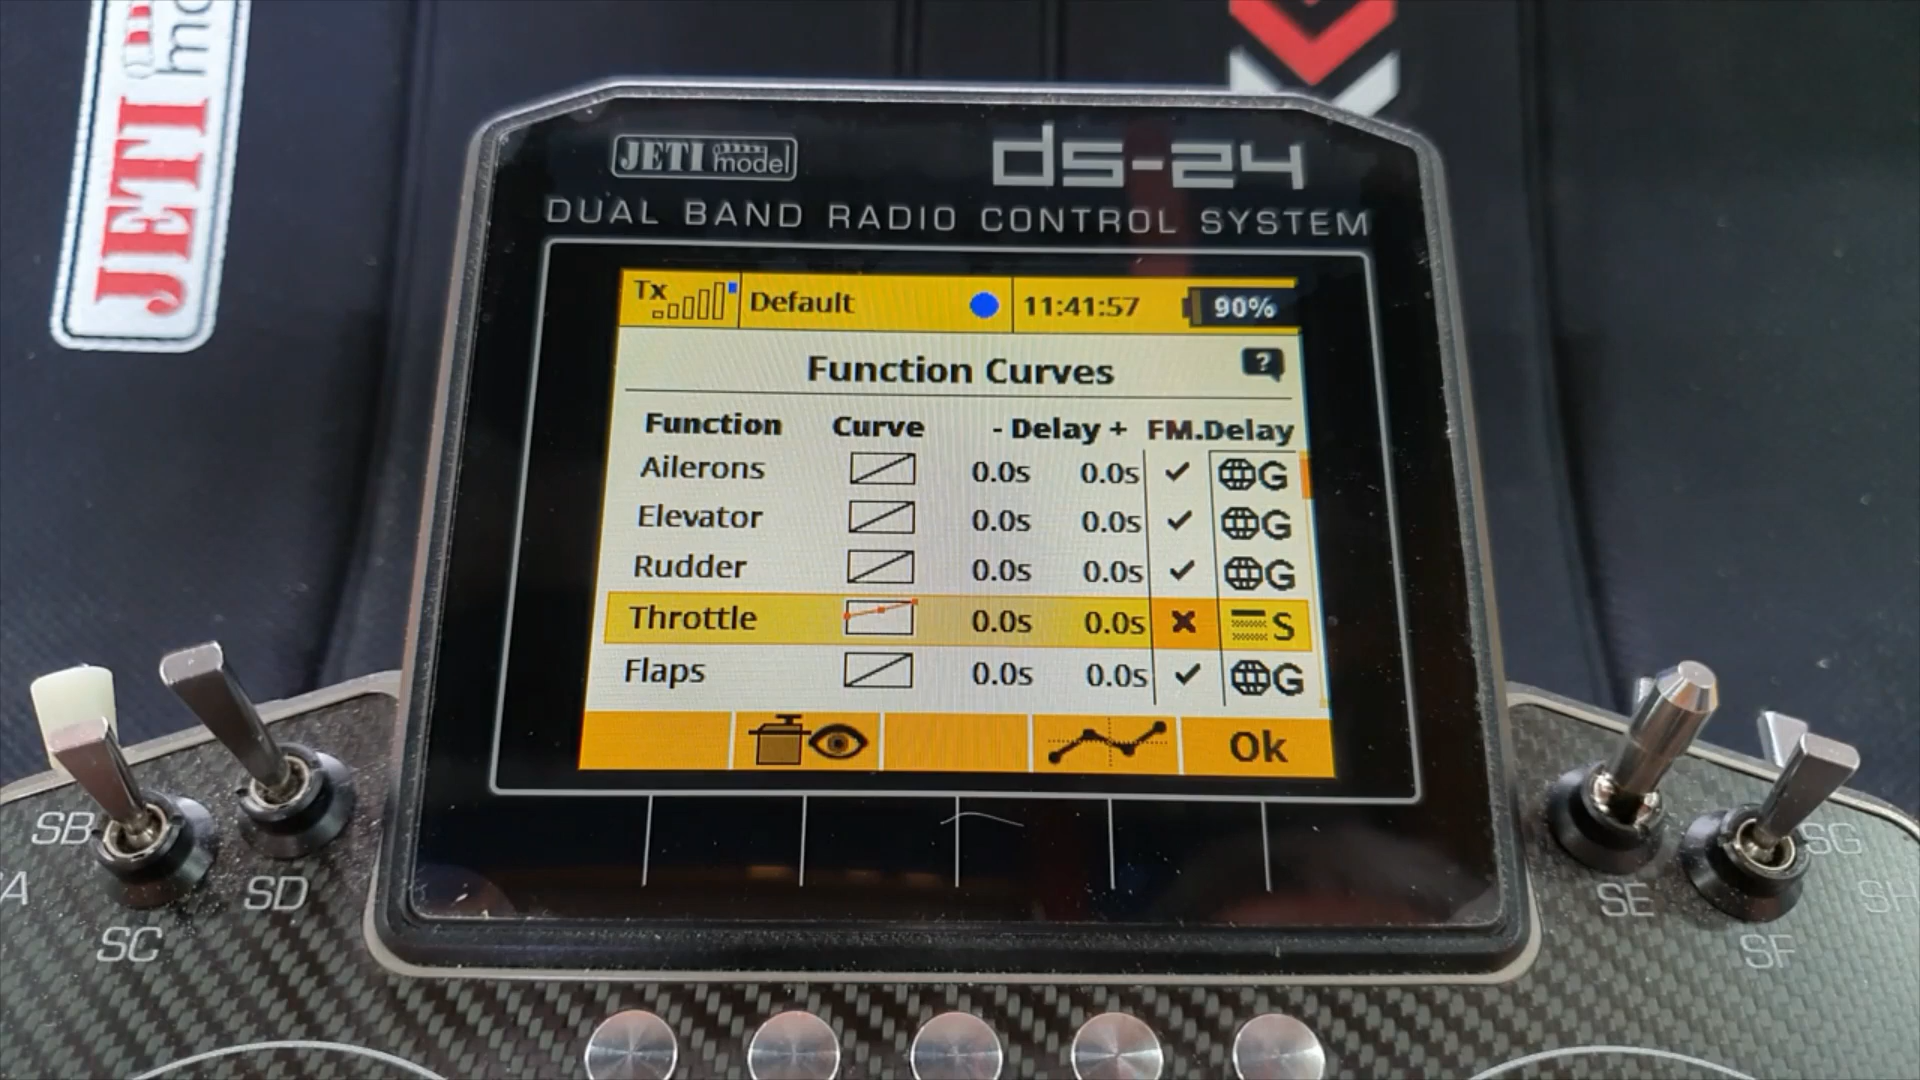 JETI mo
JETI model
ds-24
DUAL BAND RADIO CONTROL SYSTEM
Tx Default 11:41:57 90%
Function Curves ?
Function Curve - Delay + FM.Delay
Ailerons 0.0s 0.0s G
Elevator 0.0s 0.0s G
Rudder 0.0s 0.0s G
Throttle 0.0s 0.0s S
Flaps 0.0s 0.0s G
Ok
SB
SG
A
SD
SE
SH
SC
SF